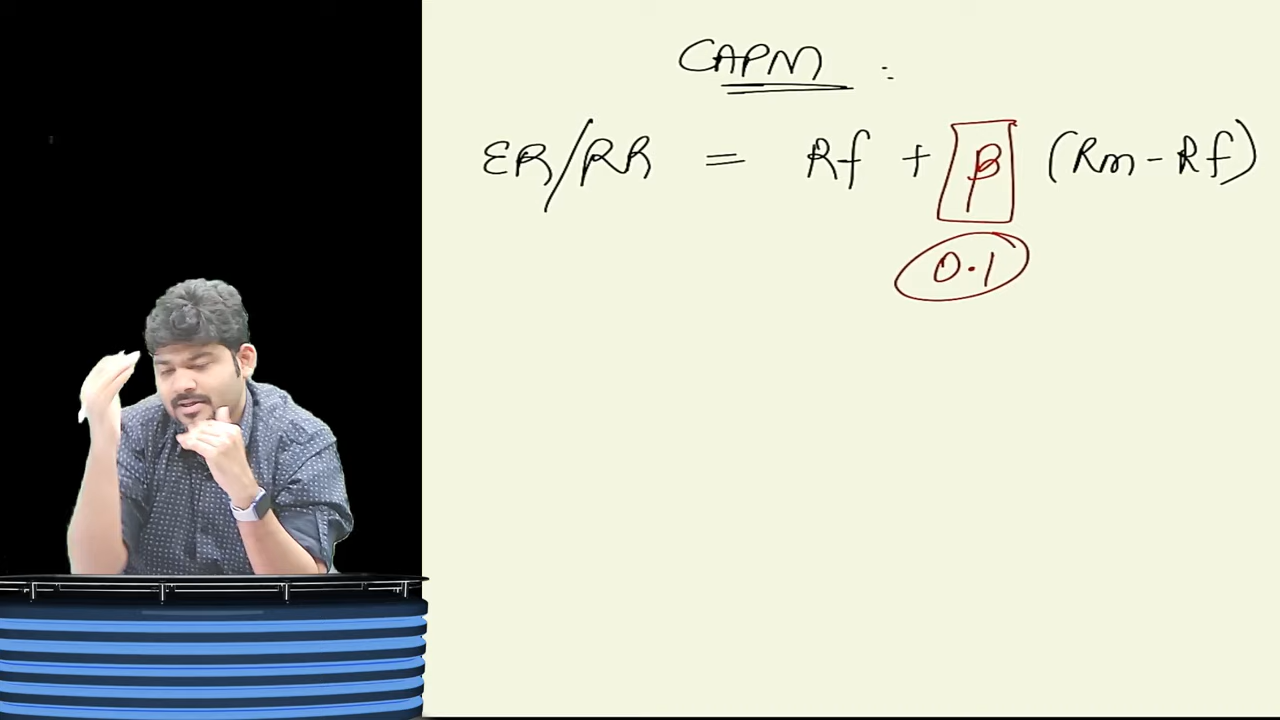 CAPM :
ER/RR = Rf + β (Rm - Rf)
0.1